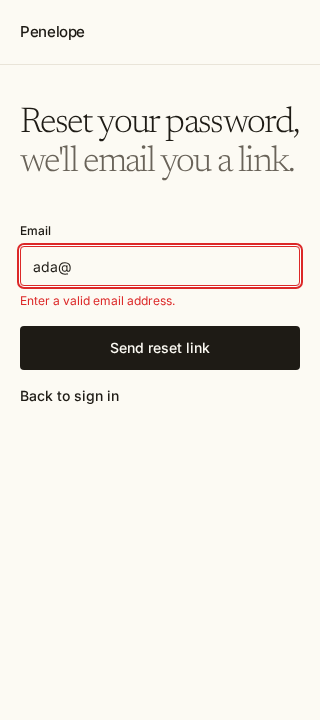 Penelope
Reset your password,
we'll email you a link.
Email
ada@
Enter a valid email address.
Send reset link
Back to sign in